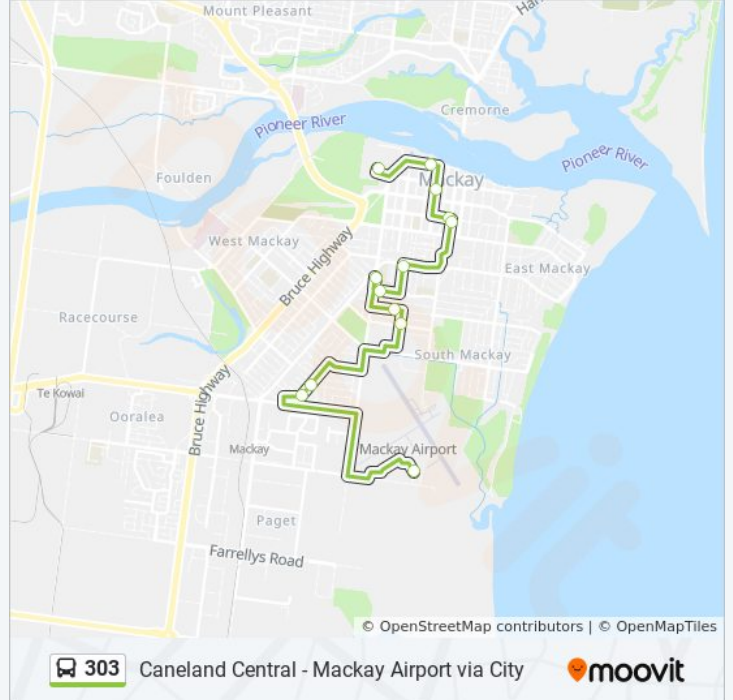 Mount Pleasant
Har
Cremorne
Pioneer River
Pioneer River
Foulden
Mackay
West Mackay
Bruce Highway
East Mackay
Racecourse
South Mackay
Te Kowal
Bruce Highway
Ooralea
Mackay
Mackay Airport
Paget
Farrellys Road
© OpenStreetMap contributors | © OpenMapTiles
303 Caneland Central - Mackay Airport via City
moovit